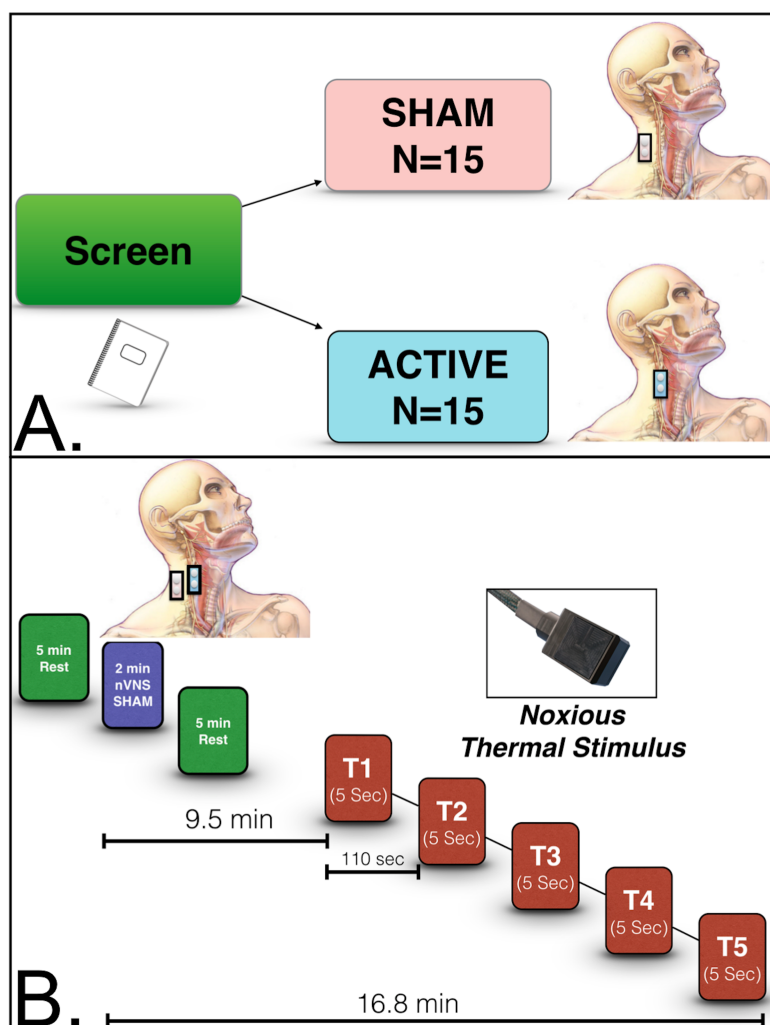 SHAM
N=15
Screen
ACTIVE
N=15
A.
5 min
Rest
2 min
nVNS
SHAM
5 min
Rest
Noxious
Thermal Stimulus
T1
(5 Sec)
T2
(5 Sec)
T3
(5 Sec)
T4
(5 Sec)
T5
(5 Sec)
9.5 min
110 sec
16.8 min
B.